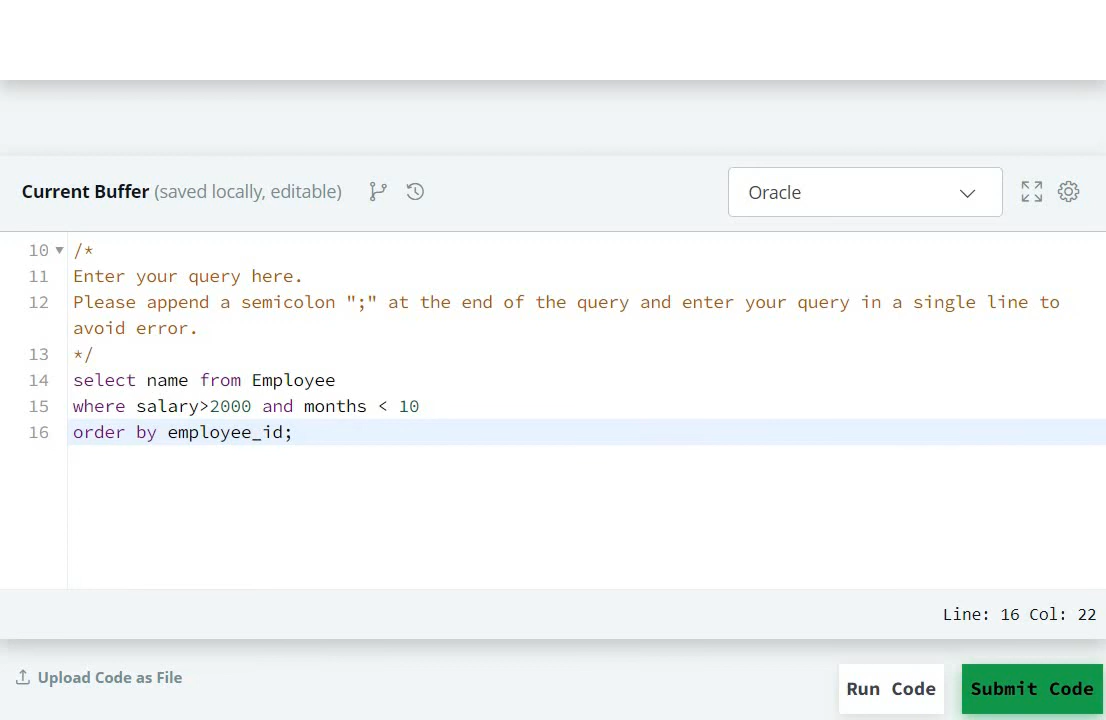 Current Buffer (saved locally, editable)
Oracle
10 /*
11 Enter your query here.
12 Please append a semicolon ";" at the end of the query and enter your query in a single line to
avoid error.
13 */
14 select name from Employee
15 where salary>2000 and months < 10
16 order by employee_id;
Line: 16 Col: 22
Upload Code as File
Run Code
Submit Code